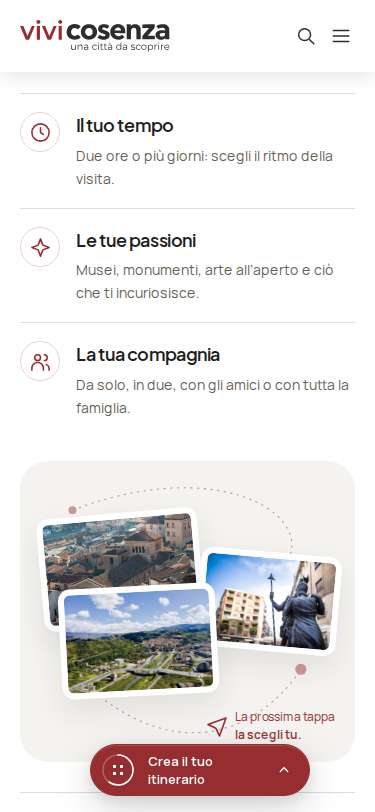 vivicosenza
una città da scoprire
Il tuo tempo
Due ore o più giorni: scegli il ritmo della
visita.
Le tue passioni
Musei, monumenti, arte all'aperto e ciò
che ti incuriosisce.
La tua compagnia
Da solo, in due, con gli amici o con tutta la
famiglia.
La prossima tappa
la scegli tu.
Crea il tuo
itinerario